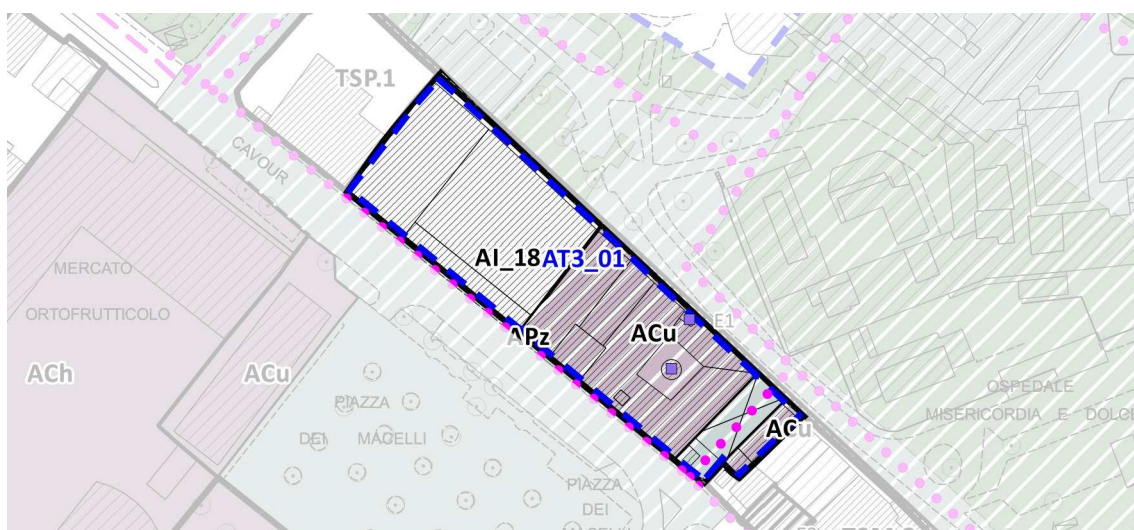 TSP.1
CAVOUR
MERCATO
ORTOFRUTTICOLO
AI_18
AT3_01
APz
ACu
E1
ACh
ACu
PIAZZA
DEI MACELLI
ACu
OSPEDALE
MISERICORDIA E DOLCE
PIAZZA
DEI